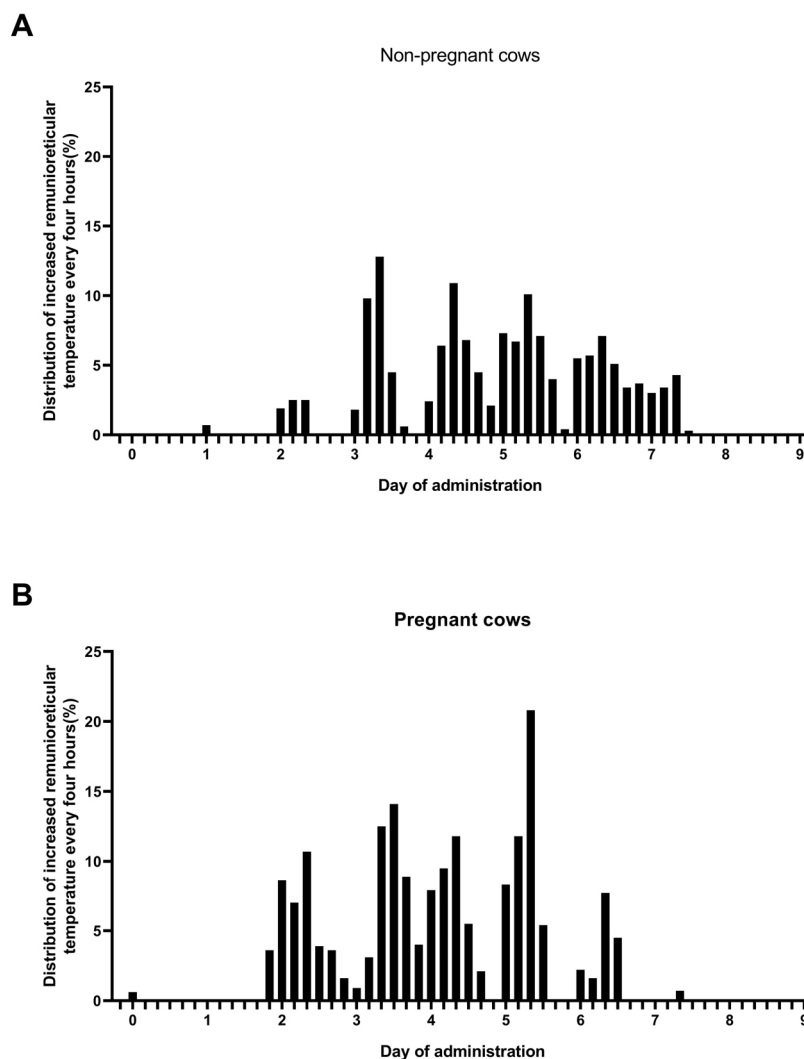 A
Non-pregnant cows
Distribution of increased remunioreticular
temperature every four hours(%)
25
20
15
10
5
0
0 1 2 3 4 5 6 7 8 9
Day of administration
B
Pregnant cows
Distribution of increased remunioreticular
temperature every four hours(%)
25
20
15
10
5
0
0 1 2 3 4 5 6 7 8 9
Day of administration